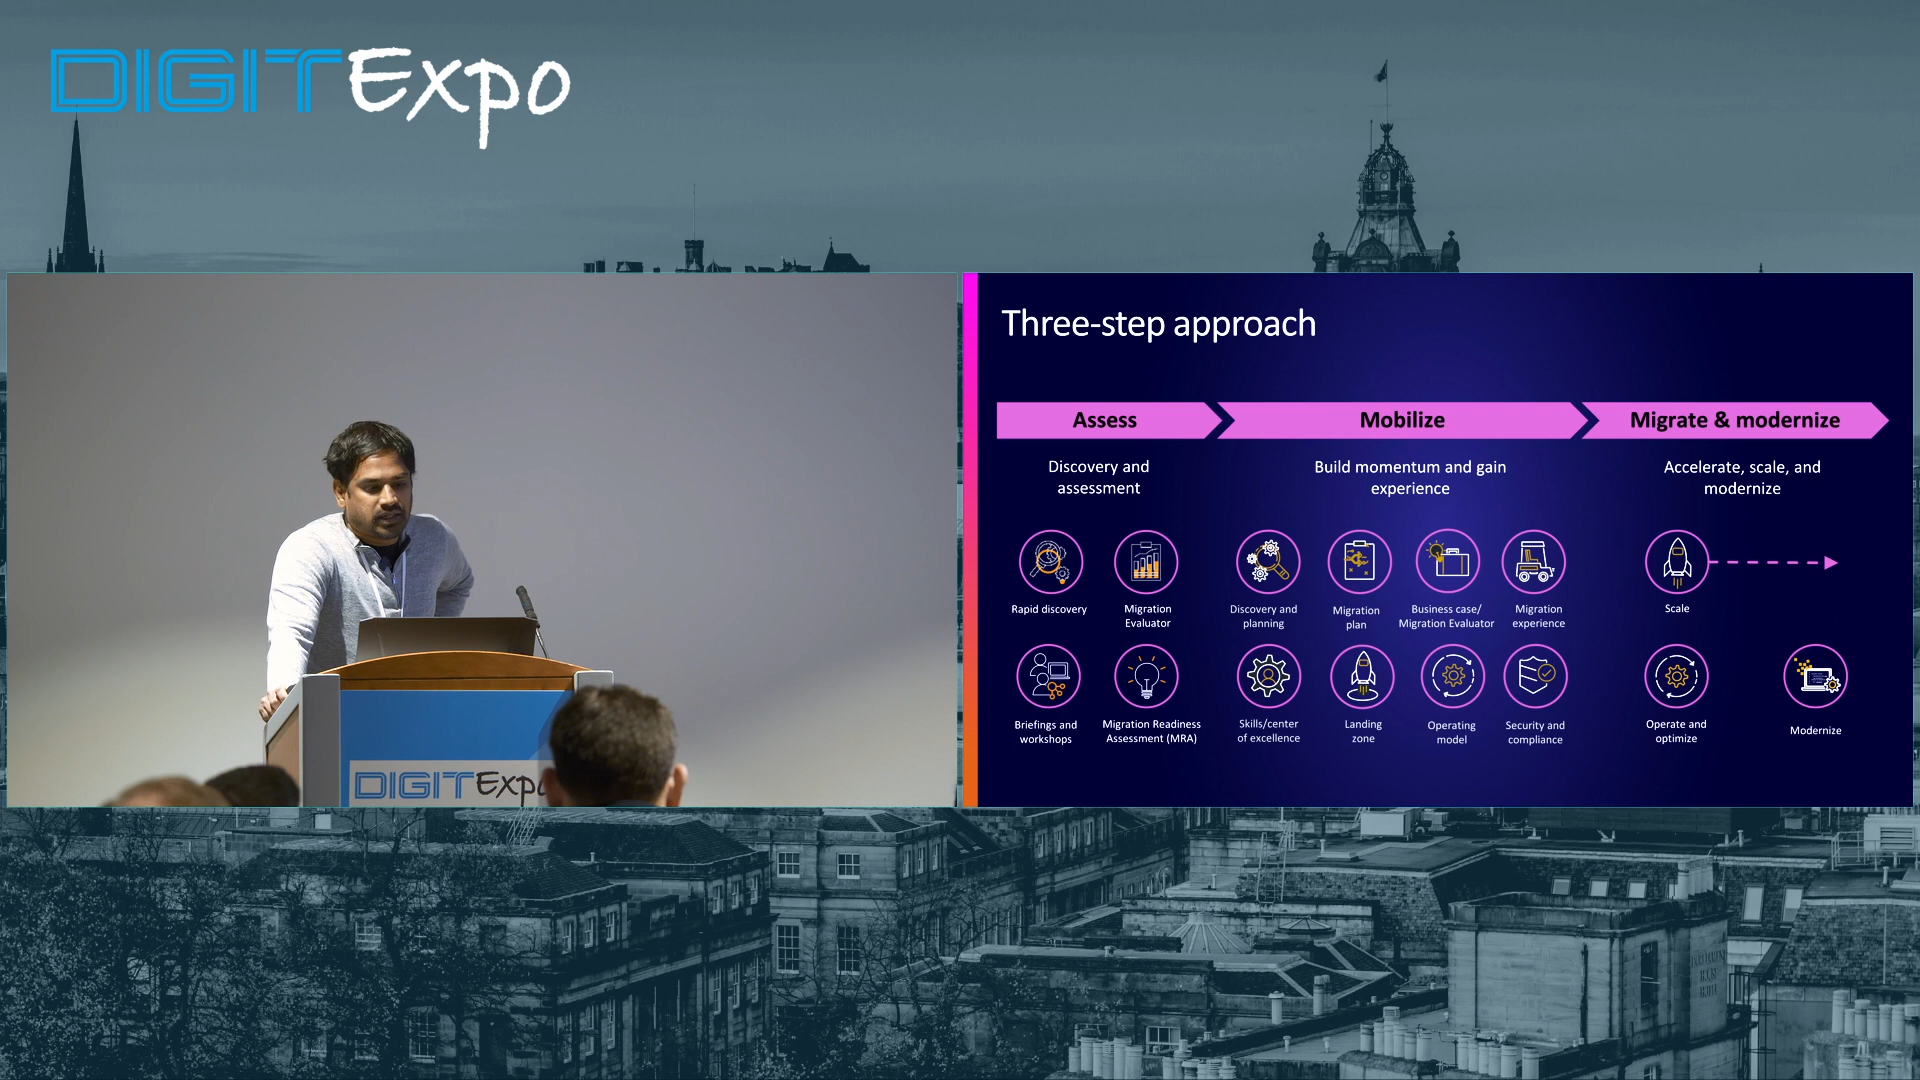 DIGITExpo
Three-step approach
Assess
Mobilize
Migrate & modernize
Discovery and
assessment
Build momentum and gain
experience
Accelerate, scale, and
modernize
Rapid discovery
Migration
Evaluator
Discovery and
planning
Migration
plan
Business case/
Migration Evaluator
Migration
experience
Scale
Briefings and
workshops
Migration Readiness
Assessment (MRA)
Skills/center
of excellence
Landing
zone
Operating
model
Security and
compliance
Operate and
optimize
Modernize
DIGITExpo